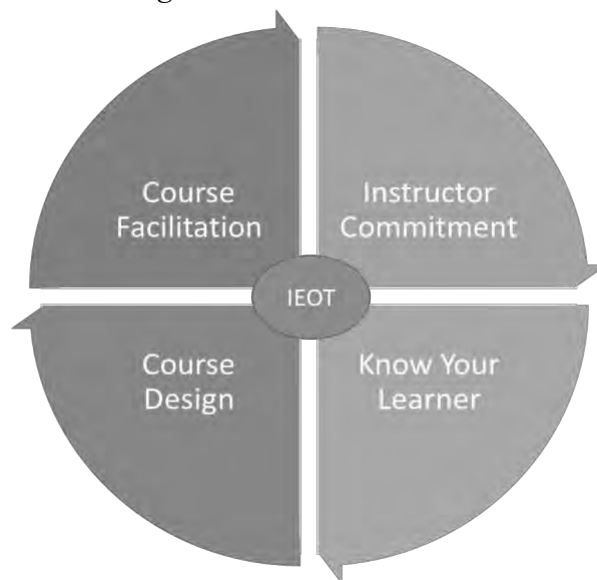 Course
Facilitation
Instructor
Commitment
IEOT
Course
Design
Know Your
Learner